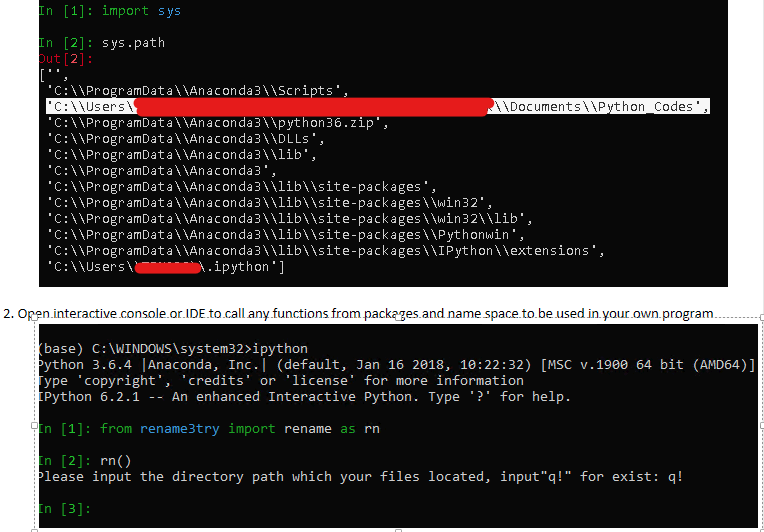 In [1]: import sys
In [2]: sys.path
Out[2]:
['',
'C:\\ProgramData\\Anaconda3\\Scripts',
'C:\\Users\ \\Documents\\Python_Codes',
'C:\\ProgramData\\Anaconda3\\python36.zip',
'C:\\ProgramData\\Anaconda3\\DLLs',
'C:\\ProgramData\\Anaconda3\\lib',
'C:\\ProgramData\\Anaconda3',
'C:\\ProgramData\\Anaconda3\\lib\\site-packages',
'C:\\ProgramData\\Anaconda3\\lib\\site-packages\\win32',
'C:\\ProgramData\\Anaconda3\\lib\\site-packages\\win32\\lib',
'C:\\ProgramData\\Anaconda3\\lib\\site-packages\\Pythonwin',
'C:\\ProgramData\\Anaconda3\\lib\\site-packages\\IPython\\extensions',
'C:\\Users\ \\.ipython']
2. Open interactive console or IDE to call any functions from packages and name space to be used in your own program
(base) C:\WINDOWS\system32>ipython
Python 3.6.4 |Anaconda, Inc.| (default, Jan 16 2018, 10:22:32) [MSC v.1900 64 bit (AMD64)]
Type 'copyright', 'credits' or 'license' for more information
IPython 6.2.1 -- An enhanced Interactive Python. Type '?' for help.
In [1]: from rename3try import rename as rn
In [2]: rn()
Please input the directory path which your files located, input"q!" for exist: q!
In [3]: